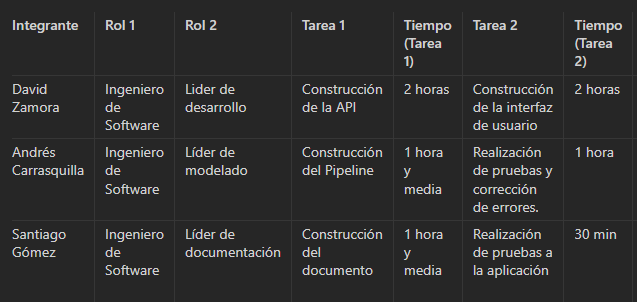 Integrante Rol 1 Rol 2 Tarea 1 Tiempo (Tarea 1) Tarea 2 Tiempo (Tarea 2)
David Zamora Ingeniero de Software Lider de desarrollo Construcción de la API 2 horas Construcción de la interfaz de usuario 2 horas
Andrés Carrasquilla Ingeniero de Software Líder de modelado Construcción del Pipeline 1 hora y media Realización de pruebas y corrección de errores. 1 hora
Santiago Gómez Ingeniero de Software Líder de documentación Construcción del documento 1 hora y media Realización de pruebas a la aplicación 30 min